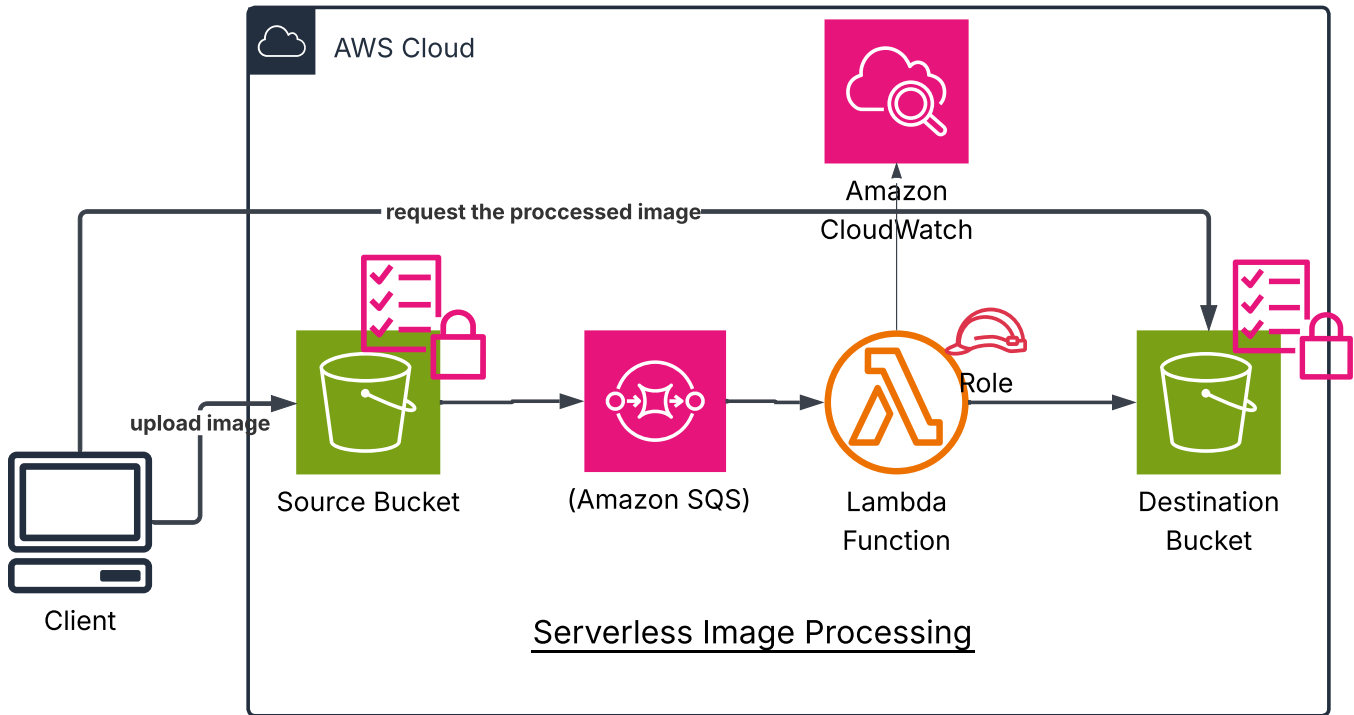 AWS Cloud
Amazon
CloudWatch
request the proccessed image
Role
upload image
Source Bucket
(Amazon SQS)
Lambda
Function
Destination
Bucket
Client
Serverless Image Processing